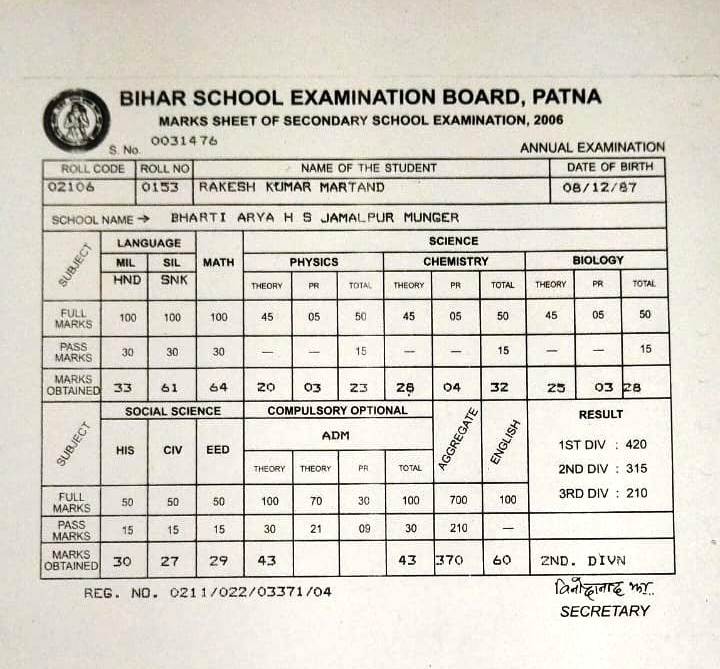 BIHAR SCHOOL EXAMINATION BOARD, PATNA
MARKS SHEET OF SECONDARY SCHOOL EXAMINATION, 2006
S. No. 0031476
ANNUAL EXAMINATION
ROLL CODE ROLL NO NAME OF THE STUDENT DATE OF BIRTH
02106 0153 RAKESH KUMAR MARTAND 08/12/87
SCHOOL NAME → BHARTI ARYA H S JAMALPUR MUNGER
SUBJECT LANGUAGE MATH SCIENCE
MIL SIL PHYSICS CHEMISTRY BIOLOGY
HND SNK THEORY PR TOTAL THEORY PR TOTAL THEORY PR TOTAL
FULL MARKS 100 100 100 45 05 50 45 05 50 45 05 50
PASS MARKS 30 30 30 — — 15 — — 15 — — 15
MARKS OBTAINED 33 61 64 20 03 23 28 04 32 25 03 28
SUBJECT SOCIAL SCIENCE COMPULSORY OPTIONAL AGGREGATE ENGLISH RESULT
HIS CIV EED ADM
THEORY THEORY PR TOTAL
1ST DIV : 420
2ND DIV : 315
3RD DIV : 210
FULL MARKS 50 50 50 100 70 30 100 700 100
PASS MARKS 15 15 15 30 21 09 30 210 —
MARKS OBTAINED 30 27 29 43 43 370 60 2ND. DIVN
REG. NO. 0211/022/03371/04
SECRETARY